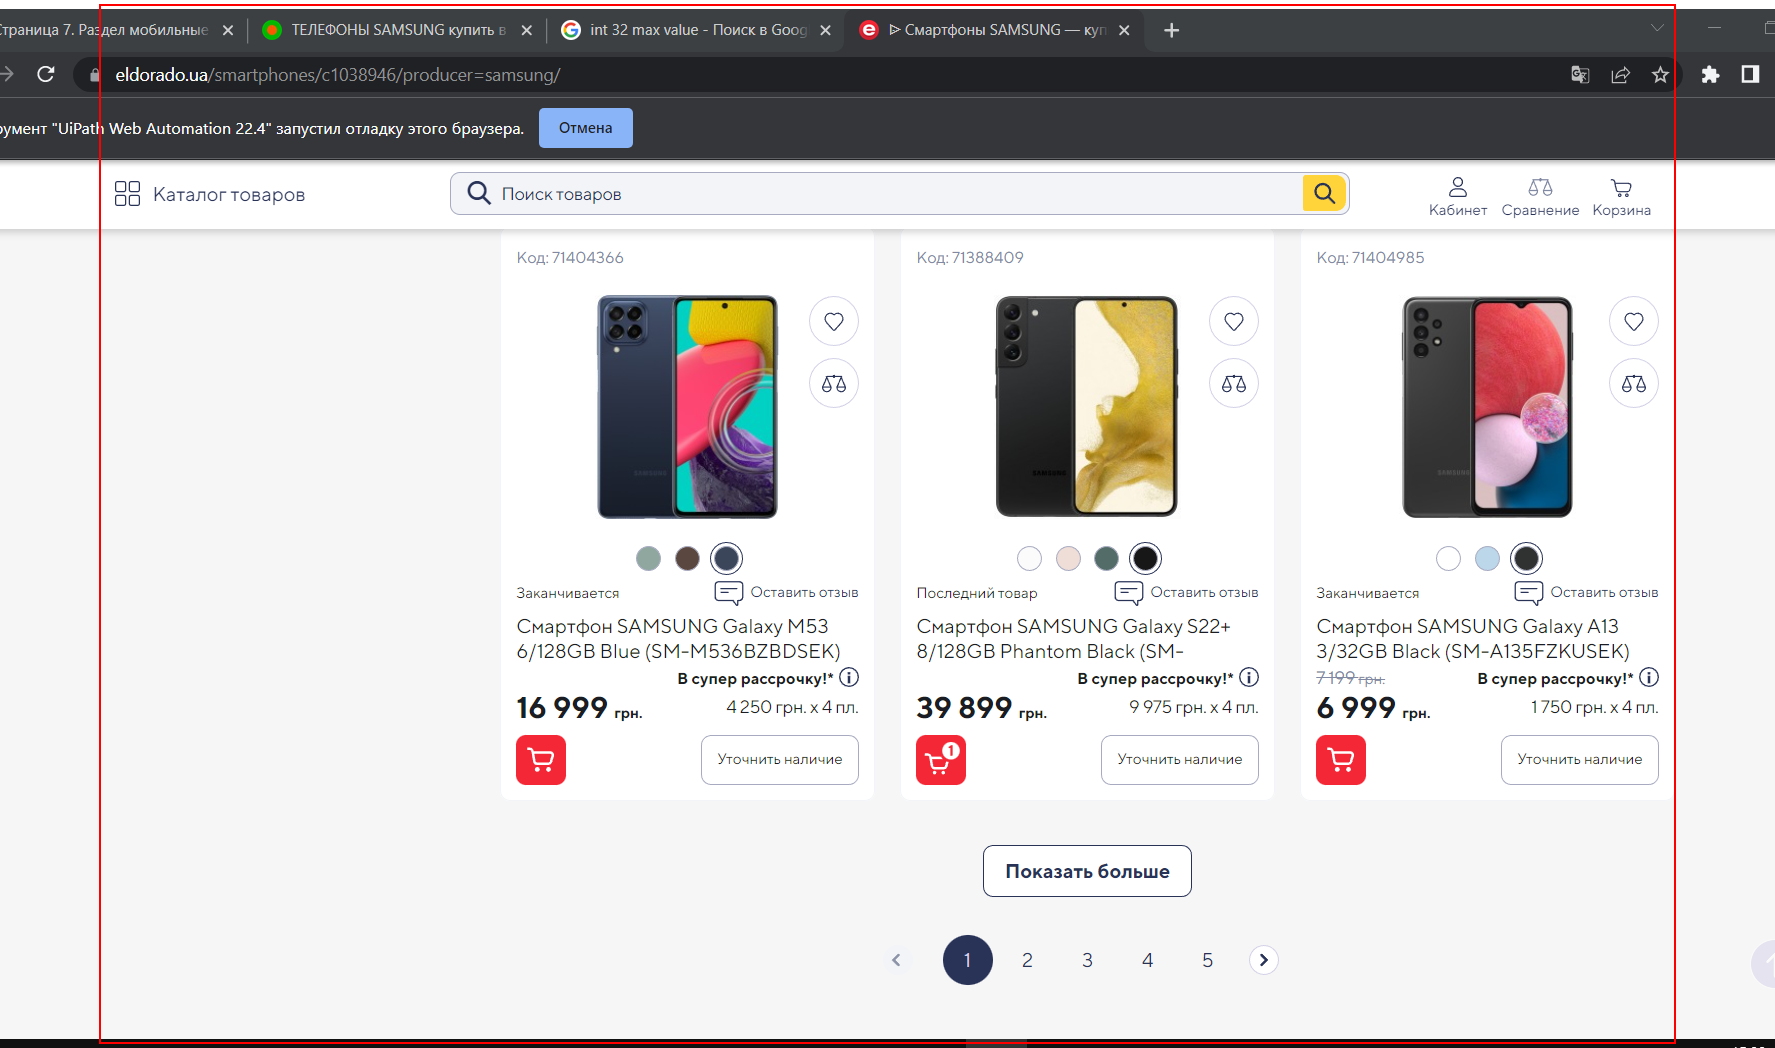 Страница 7. Раздел мобильные
ТЕЛЕФОНЫ SAMSUNG купить в
int 32 max value - Поиск в Goog
ᐈ Смартфоны SAMSUNG — куп
eldorado.ua/smartphones/c1038946/producer=samsung/
"UiPath Web Automation 22.4" запустил отладку этого браузера.
Отмена
Каталог товаров
Поиск товаров
Кабинет
Сравнение
Корзина
Код: 71404366
Код: 71388409
Код: 71404985
SAMSUNG
SAMSUNG
SAMSUNG
Заканчивается
Оставить отзыв
Последний товар
Оставить отзыв
Заканчивается
Оставить отзыв
Смартфон SAMSUNG Galaxy M53
6/128GB Blue (SM-M536BZBDSEK)
Смартфон SAMSUNG Galaxy S22+
8/128GB Phantom Black (SM-
Смартфон SAMSUNG Galaxy A13
3/32GB Black (SM-A135FZKUSEK)
В супер рассрочку!*
В супер рассрочку!*
7 199 грн.
В супер рассрочку!*
16 999 грн.
4 250 грн. x 4 пл.
39 899 грн.
9 975 грн. x 4 пл.
6 999 грн.
1 750 грн. x 4 пл.
Уточнить наличие
1
Уточнить наличие
Уточнить наличие
Показать больше
1 2 3 4 5